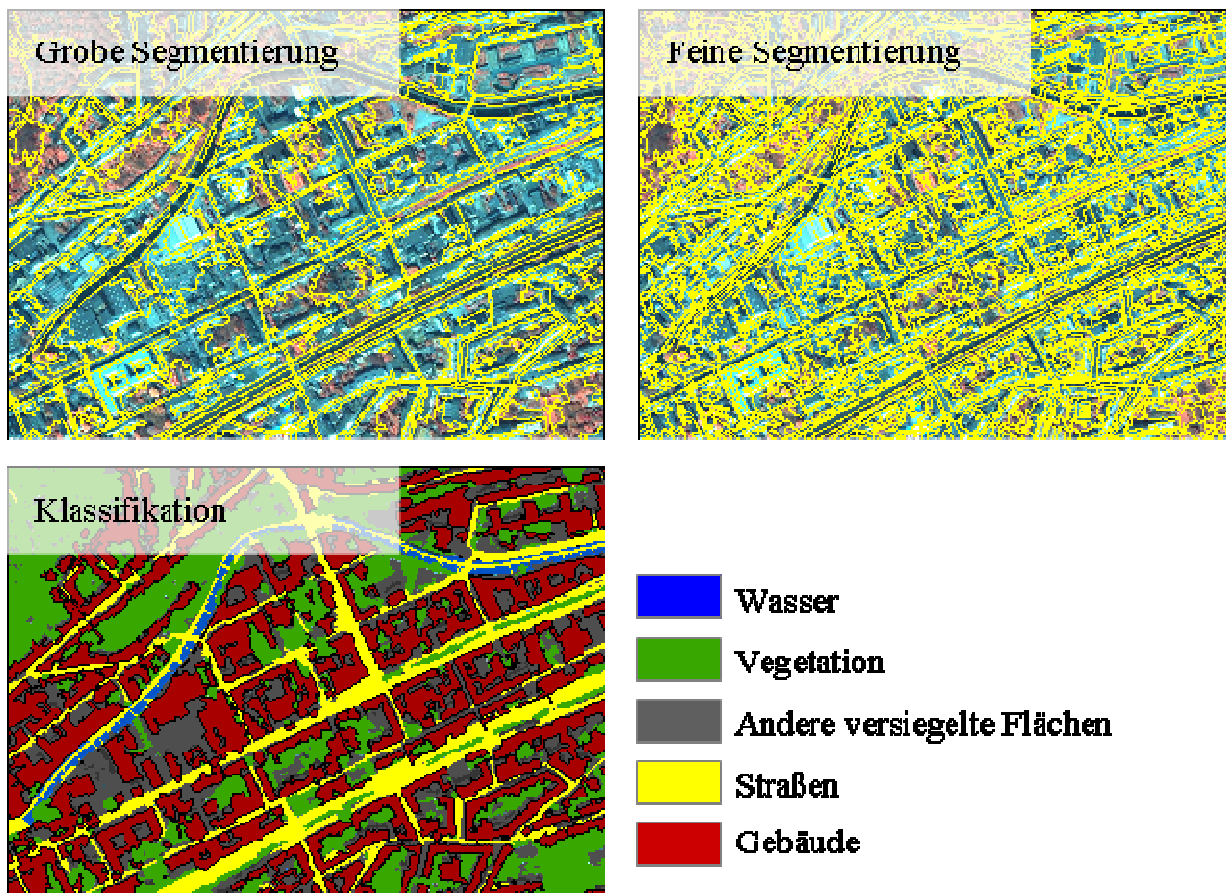 Grobe Segmentierung
Feine Segmentierung
Klassifikation
Wasser
Vegetation
Andere versiegelte Flächen
Straßen
Gebäude